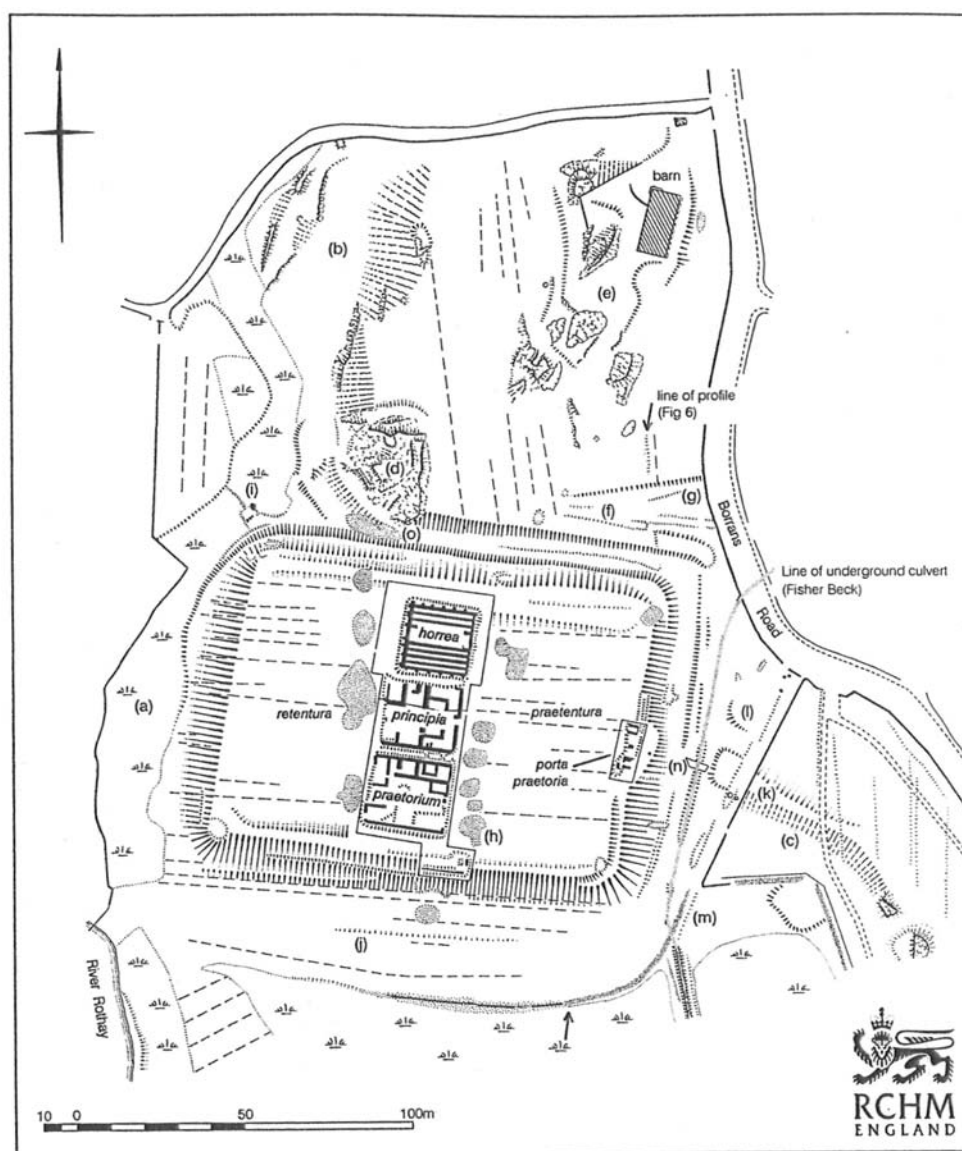 barn
(b)
(e)
line of profile
(Fig 6)
(d)
(i)
(g)
(f)
(o)
Borrans
Road
Line of underground culvert
(Fisher Beck)
horrea
(a)
retentura
principia
praetentura
(l)
porta
praetoria
(n)
praetorium
(k)
(h)
(c)
(m)
(j)
River Rothay
10 0 50 100m
RCHM
ENGLAND